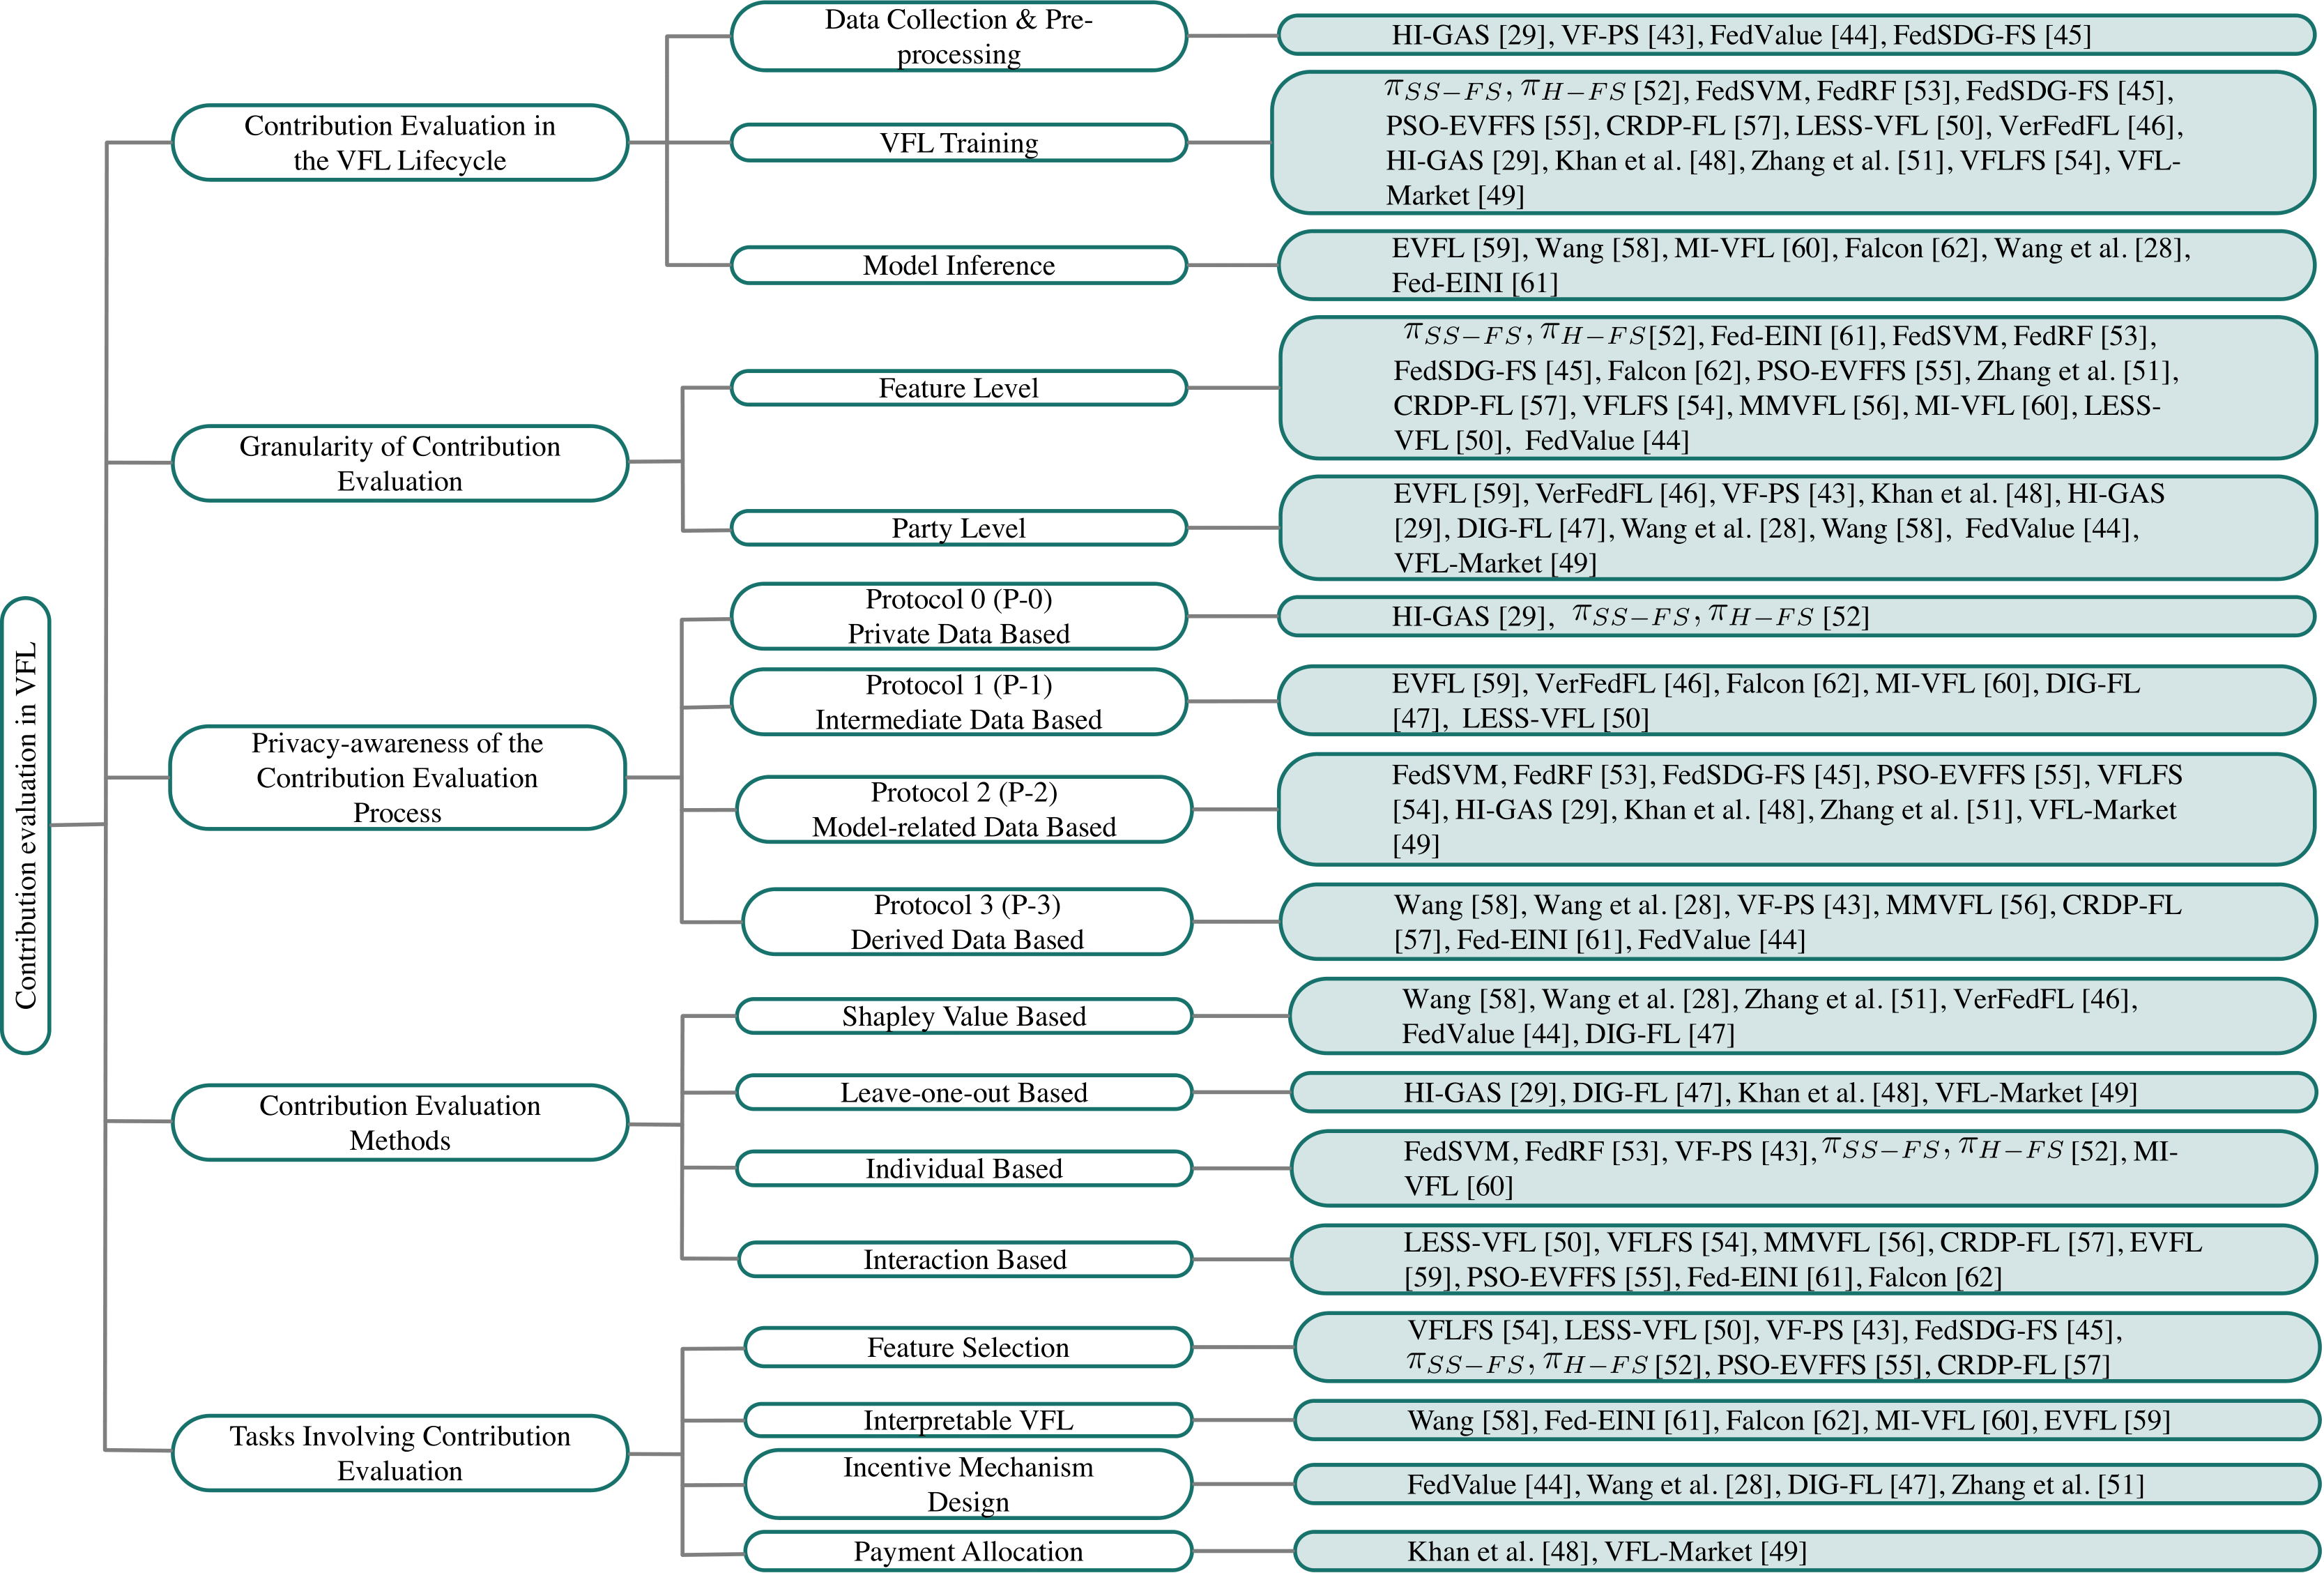 Contribution evaluation in VFL
Contribution Evaluation in
the VFL Lifecycle
Data Collection & Pre-
processing
HI-GAS [29], VF-PS [43], FedValue [44], FedSDG-FS [45]
VFL Training
π_{SS−FS}, π_{H−FS} [52], FedSVM, FedRF [53], FedSDG-FS [45],
PSO-EVFFS [55], CRDP-FL [57], LESS-VFL [50], VerFedFL [46],
HI-GAS [29], Khan et al. [48], Zhang et al. [51], VFLFS [54], VFL-
Market [49]
Model Inference
EVFL [59], Wang [58], MI-VFL [60], Falcon [62], Wang et al. [28],
Fed-EINI [61]
Granularity of Contribution
Evaluation
Feature Level
π_{SS−FS}, π_{H−FS}[52], Fed-EINI [61], FedSVM, FedRF [53],
FedSDG-FS [45], Falcon [62], PSO-EVFFS [55], Zhang et al. [51],
CRDP-FL [57], VFLFS [54], MMVFL [56], MI-VFL [60], LESS-
VFL [50], FedValue [44]
Party Level
EVFL [59], VerFedFL [46], VF-PS [43], Khan et al. [48], HI-GAS
[29], DIG-FL [47], Wang et al. [28], Wang [58], FedValue [44],
VFL-Market [49]
Privacy-awareness of the
Contribution Evaluation
Process
Protocol 0 (P-0)
Private Data Based
HI-GAS [29], π_{SS−FS}, π_{H−FS} [52]
Protocol 1 (P-1)
Intermediate Data Based
EVFL [59], VerFedFL [46], Falcon [62], MI-VFL [60], DIG-FL
[47], LESS-VFL [50]
Protocol 2 (P-2)
Model-related Data Based
FedSVM, FedRF [53], FedSDG-FS [45], PSO-EVFFS [55], VFLFS
[54], HI-GAS [29], Khan et al. [48], Zhang et al. [51], VFL-Market
[49]
Protocol 3 (P-3)
Derived Data Based
Wang [58], Wang et al. [28], VF-PS [43], MMVFL [56], CRDP-FL
[57], Fed-EINI [61], FedValue [44]
Contribution Evaluation
Methods
Shapley Value Based
Wang [58], Wang et al. [28], Zhang et al. [51], VerFedFL [46],
FedValue [44], DIG-FL [47]
Leave-one-out Based
HI-GAS [29], DIG-FL [47], Khan et al. [48], VFL-Market [49]
Individual Based
FedSVM, FedRF [53], VF-PS [43], π_{SS−FS}, π_{H−FS} [52], MI-
VFL [60]
Interaction Based
LESS-VFL [50], VFLFS [54], MMVFL [56], CRDP-FL [57], EVFL
[59], PSO-EVFFS [55], Fed-EINI [61], Falcon [62]
Tasks Involving Contribution
Evaluation
Feature Selection
VFLFS [54], LESS-VFL [50], VF-PS [43], FedSDG-FS [45],
π_{SS−FS}, π_{H−FS} [52], PSO-EVFFS [55], CRDP-FL [57]
Interpretable VFL
Wang [58], Fed-EINI [61], Falcon [62], MI-VFL [60], EVFL [59]
Incentive Mechanism
Design
FedValue [44], Wang et al. [28], DIG-FL [47], Zhang et al. [51]
Payment Allocation
Khan et al. [48], VFL-Market [49]